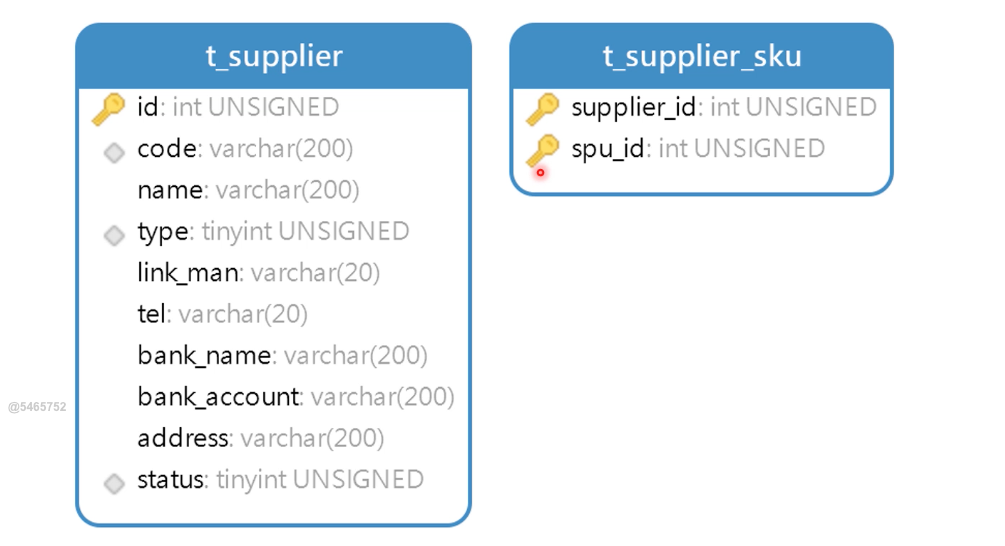 t_supplier
id: int UNSIGNED
code: varchar(200)
name: varchar(200)
type: tinyint UNSIGNED
link_man: varchar(20)
tel: varchar(20)
bank_name: varchar(200)
bank_account: varchar(200)
address: varchar(200)
status: tinyint UNSIGNED
t_supplier_sku
supplier_id: int UNSIGNED
spu_id: int UNSIGNED
@5465752